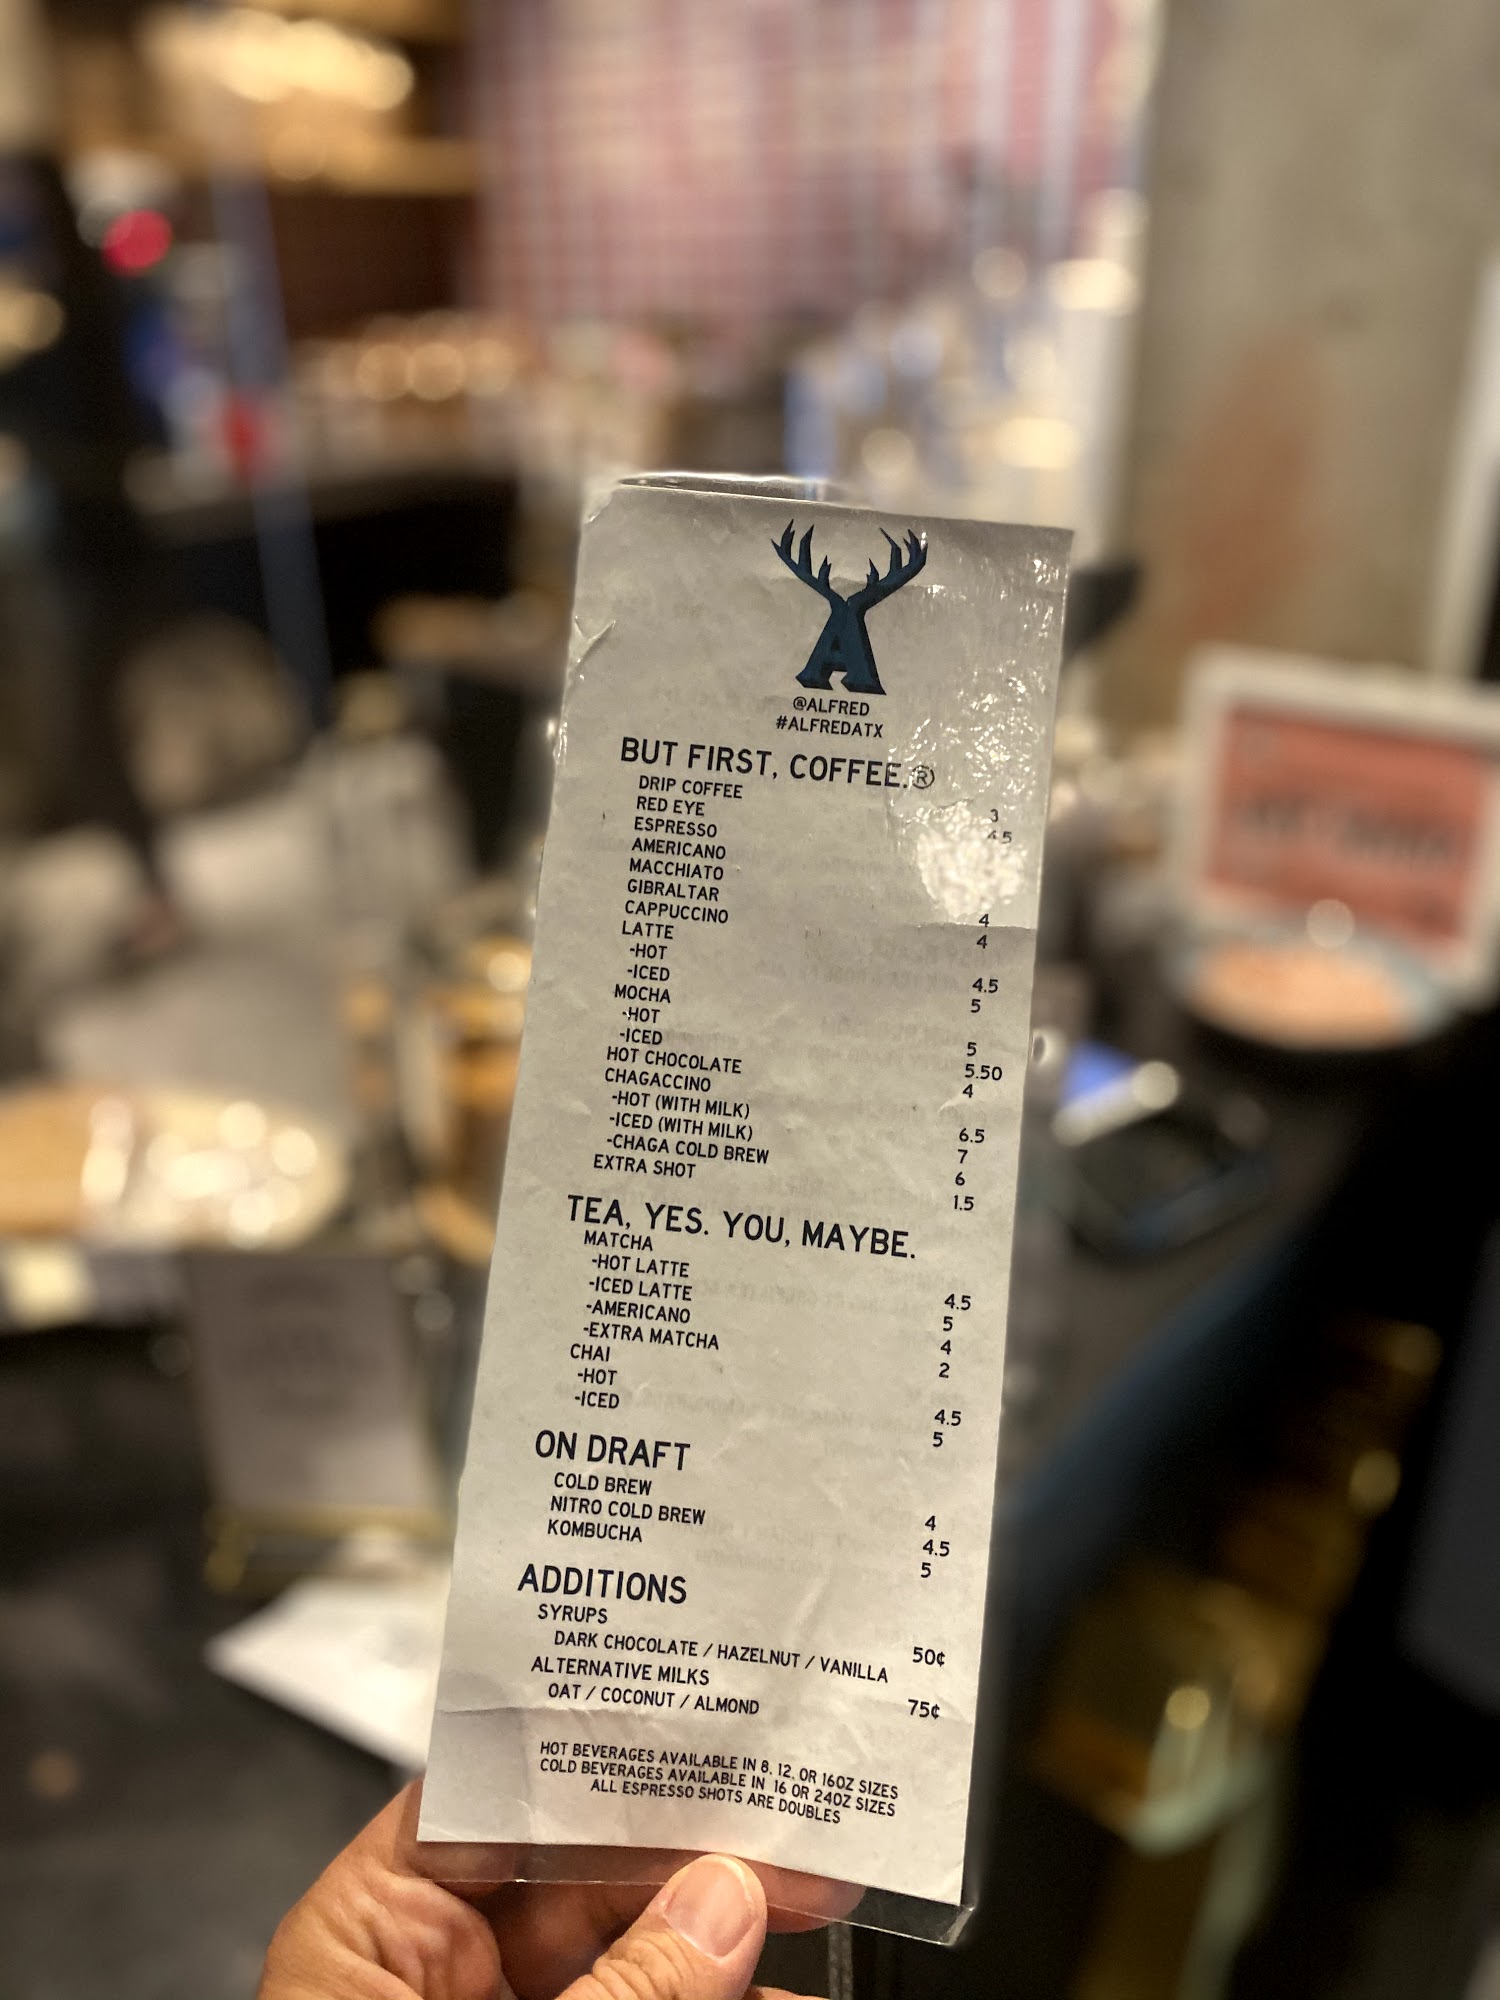 A
@ALFRED
#ALFREDATX
BUT FIRST, COFFEE.®
DRIP COFFEE 3
RED EYE 4.5
ESPRESSO
AMERICANO
MACCHIATO
GIBRALTAR 4
CAPPUCCINO 4
LATTE
-HOT 4.5
-ICED 5
MOCHA
-HOT 5
-ICED 5.50
HOT CHOCOLATE 4
CHAGACCINO
-HOT (WITH MILK) 6.5
-ICED (WITH MILK) 7
-CHAGA COLD BREW 6
EXTRA SHOT 1.5
TEA, YES. YOU, MAYBE.
MATCHA
-HOT LATTE 4.5
-ICED LATTE 5
-AMERICANO 4
-EXTRA MATCHA 2
CHAI
-HOT 4.5
-ICED 5
ON DRAFT
COLD BREW 4
NITRO COLD BREW 4.5
KOMBUCHA 5
ADDITIONS
SYRUPS 50¢
DARK CHOCOLATE / HAZELNUT / VANILLA
ALTERNATIVE MILKS 75¢
OAT / COCONUT / ALMOND
HOT BEVERAGES AVAILABLE IN 8, 12, OR 16OZ SIZES
COLD BEVERAGES AVAILABLE IN 16 OR 24OZ SIZES
ALL ESPRESSO SHOTS ARE DOUBLES